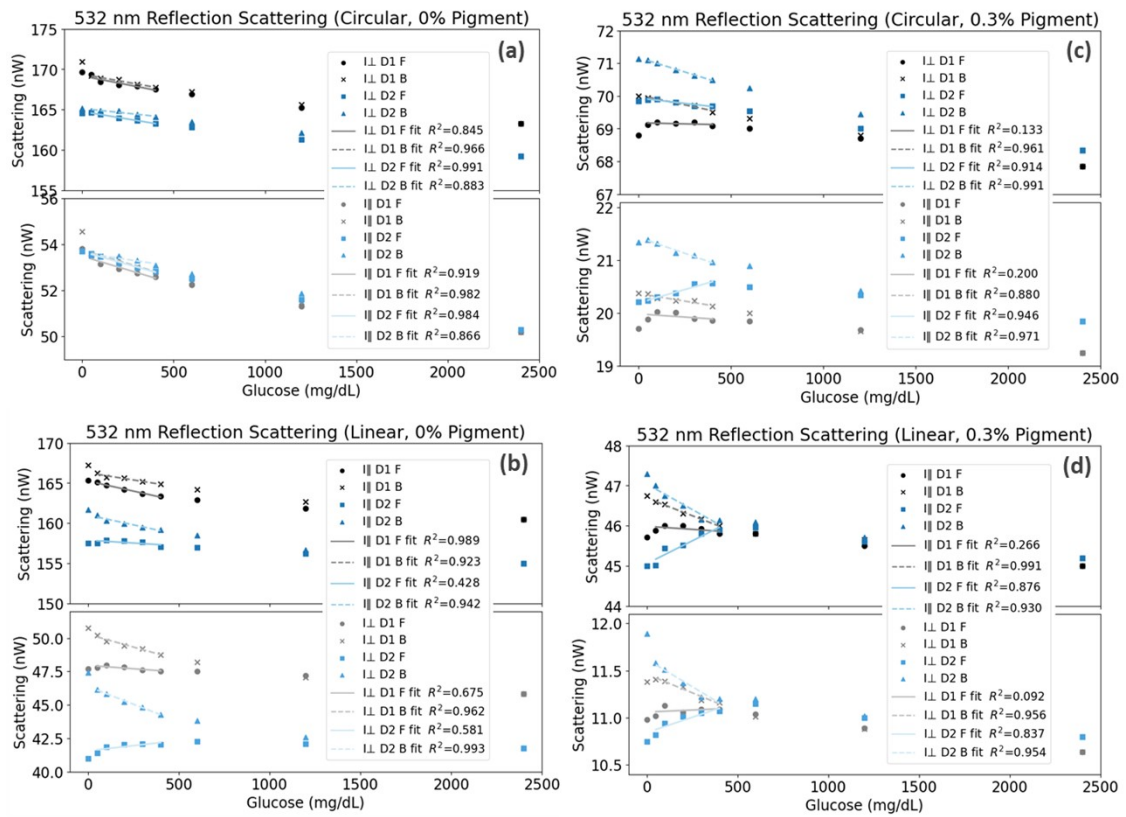 532 nm Reflection Scattering (Circular, 0% Pigment)
(a)
175
170
165
160
155
Scattering (nW)
I⊥ D1 F
I⊥ D1 B
I⊥ D2 F
I⊥ D2 B
I⊥ D1 F fit R²=0.845
I⊥ D1 B fit R²=0.966
I⊥ D2 F fit R²=0.991
I⊥ D2 B fit R²=0.883
56
54
52
50
Scattering (nW)
I∥ D1 F
I∥ D1 B
I∥ D2 F
I∥ D2 B
I∥ D1 F fit R²=0.919
I∥ D1 B fit R²=0.982
I∥ D2 F fit R²=0.984
I∥ D2 B fit R²=0.866
0 500 1000 1500 2000 2500
Glucose (mg/dL)
532 nm Reflection Scattering (Circular, 0.3% Pigment)
(c)
72
71
70
69
68
67
Scattering (nW)
I⊥ D1 F
I⊥ D1 B
I⊥ D2 F
I⊥ D2 B
I⊥ D1 F fit R²=0.133
I⊥ D1 B fit R²=0.961
I⊥ D2 F fit R²=0.914
I⊥ D2 B fit R²=0.991
22
21
20
19
Scattering (nW)
I∥ D1 F
I∥ D1 B
I∥ D2 F
I∥ D2 B
I∥ D1 F fit R²=0.200
I∥ D1 B fit R²=0.880
I∥ D2 F fit R²=0.946
I∥ D2 B fit R²=0.971
0 500 1000 1500 2000 2500
Glucose (mg/dL)
532 nm Reflection Scattering (Linear, 0% Pigment)
(b)
170
165
160
155
150
Scattering (nW)
I∥ D1 F
I∥ D1 B
I∥ D2 F
I∥ D2 B
I∥ D1 F fit R²=0.989
I∥ D1 B fit R²=0.923
I∥ D2 F fit R²=0.428
I∥ D2 B fit R²=0.942
50.0
47.5
45.0
42.5
40.0
Scattering (nW)
I⊥ D1 F
I⊥ D1 B
I⊥ D2 F
I⊥ D2 B
I⊥ D1 F fit R²=0.675
I⊥ D1 B fit R²=0.962
I⊥ D2 F fit R²=0.581
I⊥ D2 B fit R²=0.993
0 500 1000 1500 2000 2500
Glucose (mg/dL)
532 nm Reflection Scattering (Linear, 0.3% Pigment)
(d)
48
47
46
45
44
Scattering (nW)
I∥ D1 F
I∥ D1 B
I∥ D2 F
I∥ D2 B
I∥ D1 F fit R²=0.266
I∥ D1 B fit R²=0.991
I∥ D2 F fit R²=0.876
I∥ D2 B fit R²=0.930
12.0
11.5
11.0
10.5
Scattering (nW)
I⊥ D1 F
I⊥ D1 B
I⊥ D2 F
I⊥ D2 B
I⊥ D1 F fit R²=0.092
I⊥ D1 B fit R²=0.956
I⊥ D2 F fit R²=0.837
I⊥ D2 B fit R²=0.954
0 500 1000 1500 2000 2500
Glucose (mg/dL)